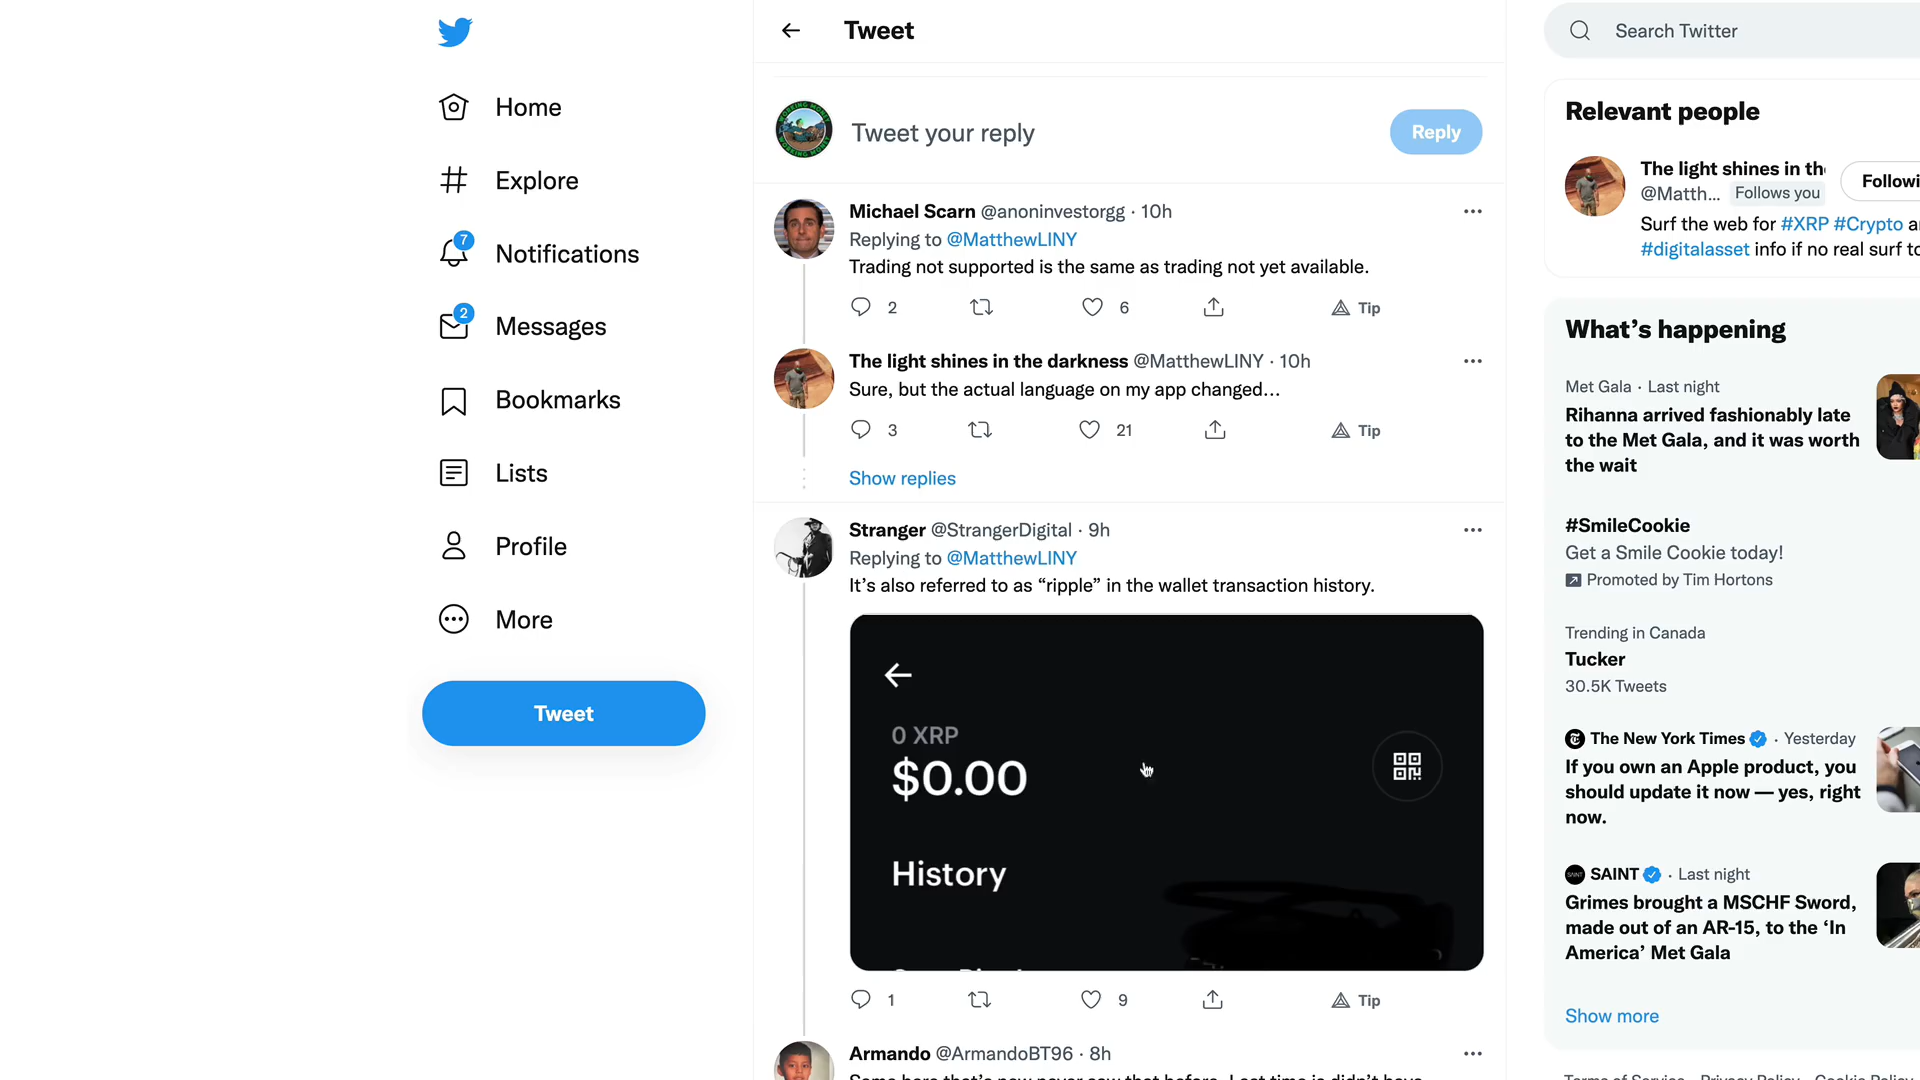 Home
Explore
7
Notifications
2
Messages
Bookmarks
Lists
Profile
More
Tweet
Tweet
Tweet your reply
Reply
Michael Scarn @anoninvestorgg · 10h
Replying to @MatthewLINY
Trading not supported is the same as trading not yet available.
2 6 Tip
The light shines in the darkness @MatthewLINY · 10h
Sure, but the actual language on my app changed...
3 21 Tip
Show replies
Stranger @StrangerDigital · 9h
Replying to @MatthewLINY
It's also referred to as “ripple” in the wallet transaction history.
0 XRP
$0.00
History
1 9 Tip
Armando @ArmandoBT96 · 8h
Search Twitter
Relevant people
The light shines in th
@Matth... Follows you
Followi
Surf the web for #XRP #Crypto a
#digitalasset info if no real surf to
What's happening
Met Gala · Last night
Rihanna arrived fashionably late
to the Met Gala, and it was worth
the wait
#SmileCookie
Get a Smile Cookie today!
Promoted by Tim Hortons
Trending in Canada
Tucker
30.5K Tweets
The New York Times · Yesterday
If you own an Apple product, you
should update it now — yes, right
now.
SAINT · Last night
Grimes brought a MSCHF Sword,
made out of an AR-15, to the ‘In
America’ Met Gala
Show more